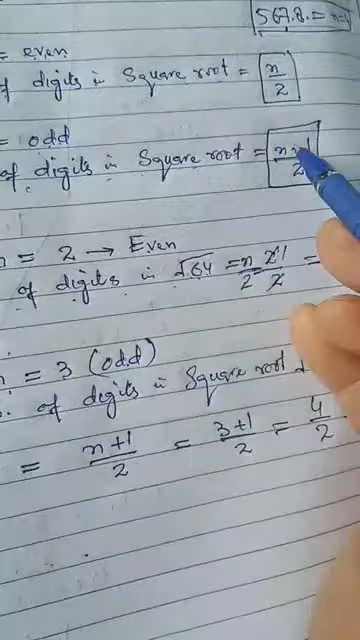 = even
of digits in Square root = n/2
= odd
of digits in Square root = n+1/2
n = 2 → Even
of digits in √64 = n/2 = 2/2 =
n = 3 (odd)
of digits in Square root
= n+1/2 = 3+1/2 = 4/2